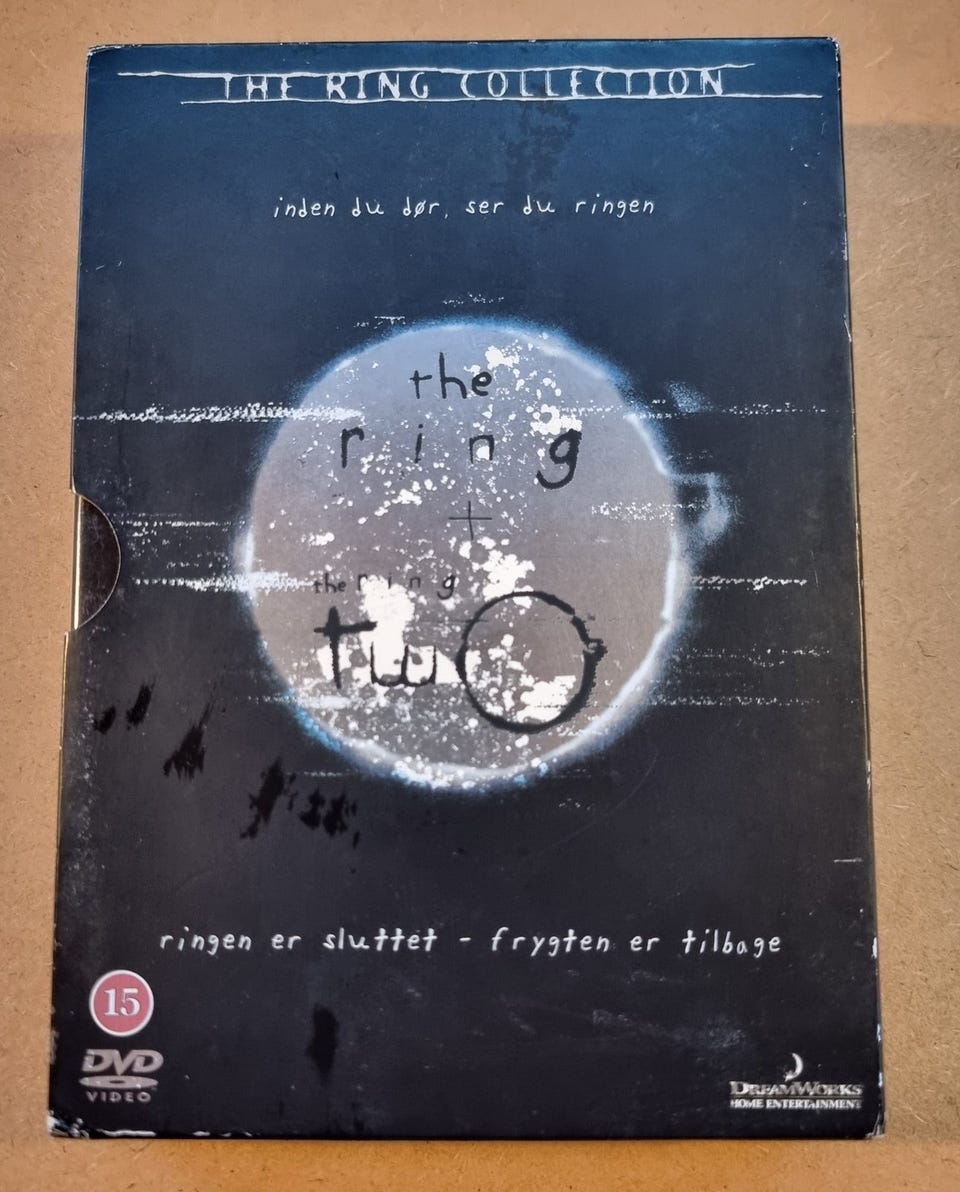 THE RING COLLECTION
inden du dør, ser du ringen
the
ring
+
the ring
two
ringen er sluttet - frygten er tilbage
15
DVD
VIDEO
DREAMWORKS
HOME ENTERTAINMENT